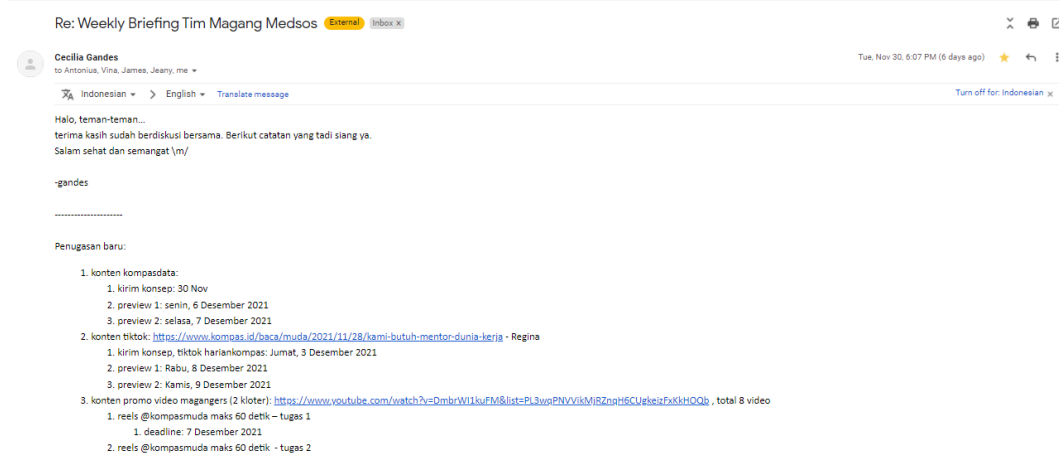 Re: Weekly Briefing Tim Magang Medsos External Inbox x
Cecilia Gandes Tue, Nov 30, 6:07 PM (6 days ago)
to Antonius, Vina, James, Jeany, me
Indonesian > English Translate message Turn off for: Indonesian x
Halo, teman-teman...
terima kasih sudah berdiskusi bersama. Berikut catatan yang tadi siang ya.
Salam sehat dan semangat \m/
-gandes
---------------------
Penugasan baru:
1. konten kompasdata:
1. kirim konsep: 30 Nov
2. preview 1: senin, 6 Desember 2021
3. preview 2: selasa, 7 Desember 2021
2. konten tiktok: https://www.kompas.id/baca/muda/2021/11/28/kami-butuh-mentor-dunia-kerja - Regina
1. kirim konsep, tiktok hariankompas: Jumat, 3 Desember 2021
2. preview 1: Rabu, 8 Desember 2021
3. preview 2: Kamis, 9 Desember 2021
3. konten promo video magangers (2 kloter): https://www.youtube.com/watch?v=DmbrWI1kuFM&list=PL3wqPNVVikMjRZnqH6CUgkeizFxKkHOQb , total 8 video
1. reels @kompasmuda maks 60 detik – tugas 1
1. deadline: 7 Desember 2021
2. reels @kompasmuda maks 60 detik - tugas 2